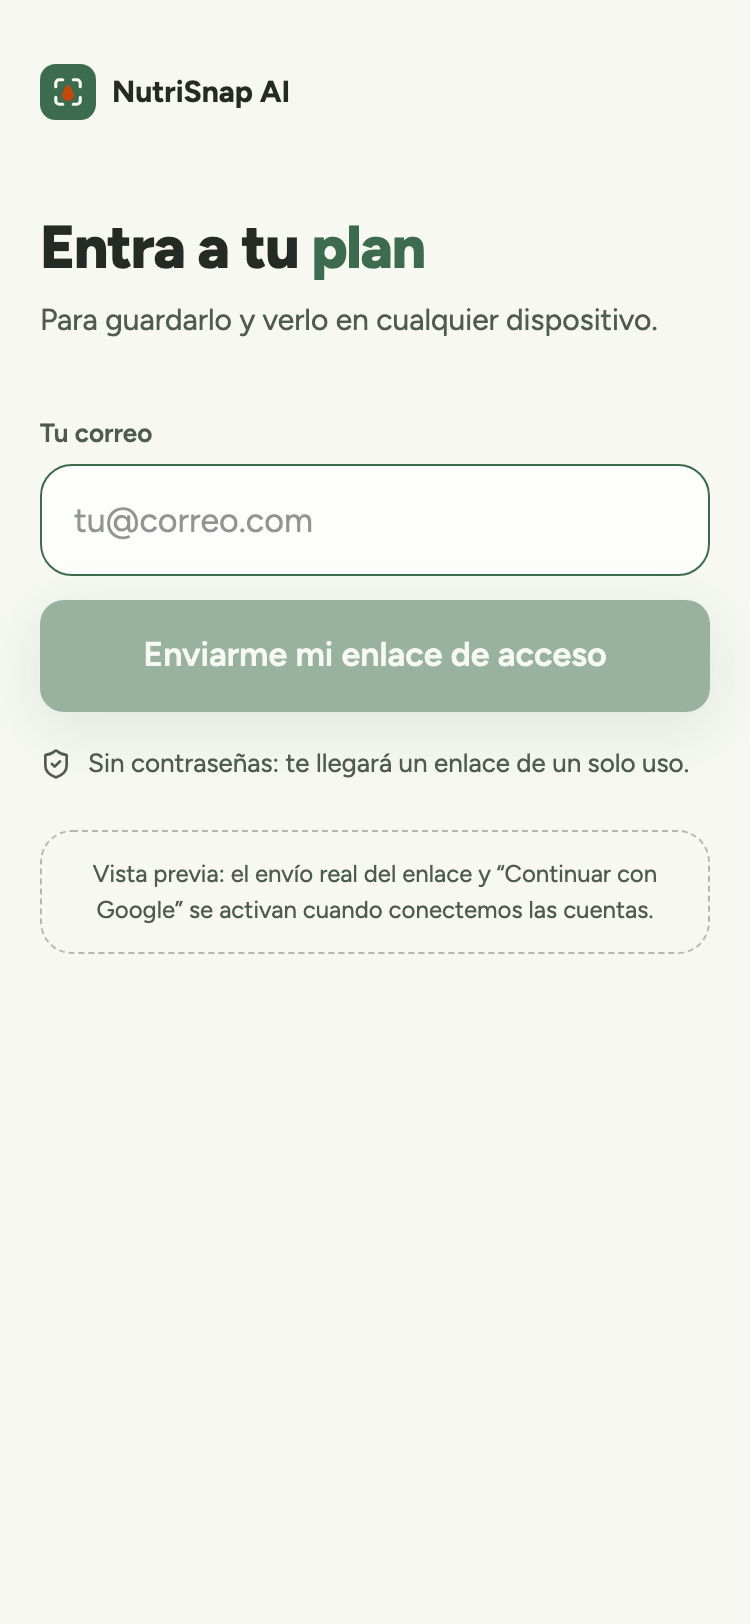 NutriSnap AI
Entra a tu plan
Para guardarlo y verlo en cualquier dispositivo.
Tu correo
tu@correo.com
Enviarme mi enlace de acceso
Sin contraseñas: te llegará un enlace de un solo uso.
Vista previa: el envío real del enlace y “Continuar con
Google” se activan cuando conectemos las cuentas.